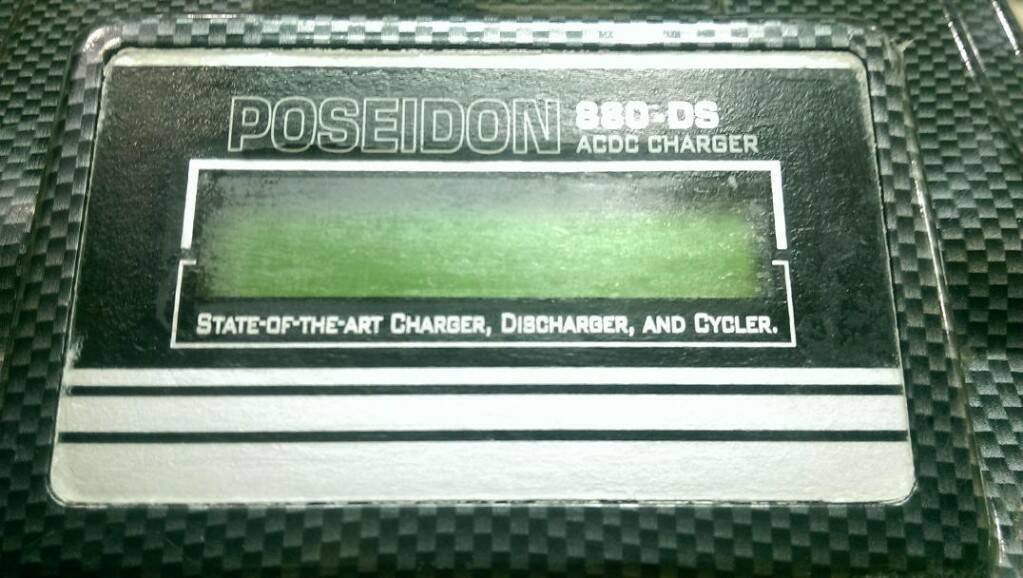 POSEIDON 880-DS
ACDC CHARGER
STATE-OF-THE-ART CHARGER, DISCHARGER, AND CYCLER.